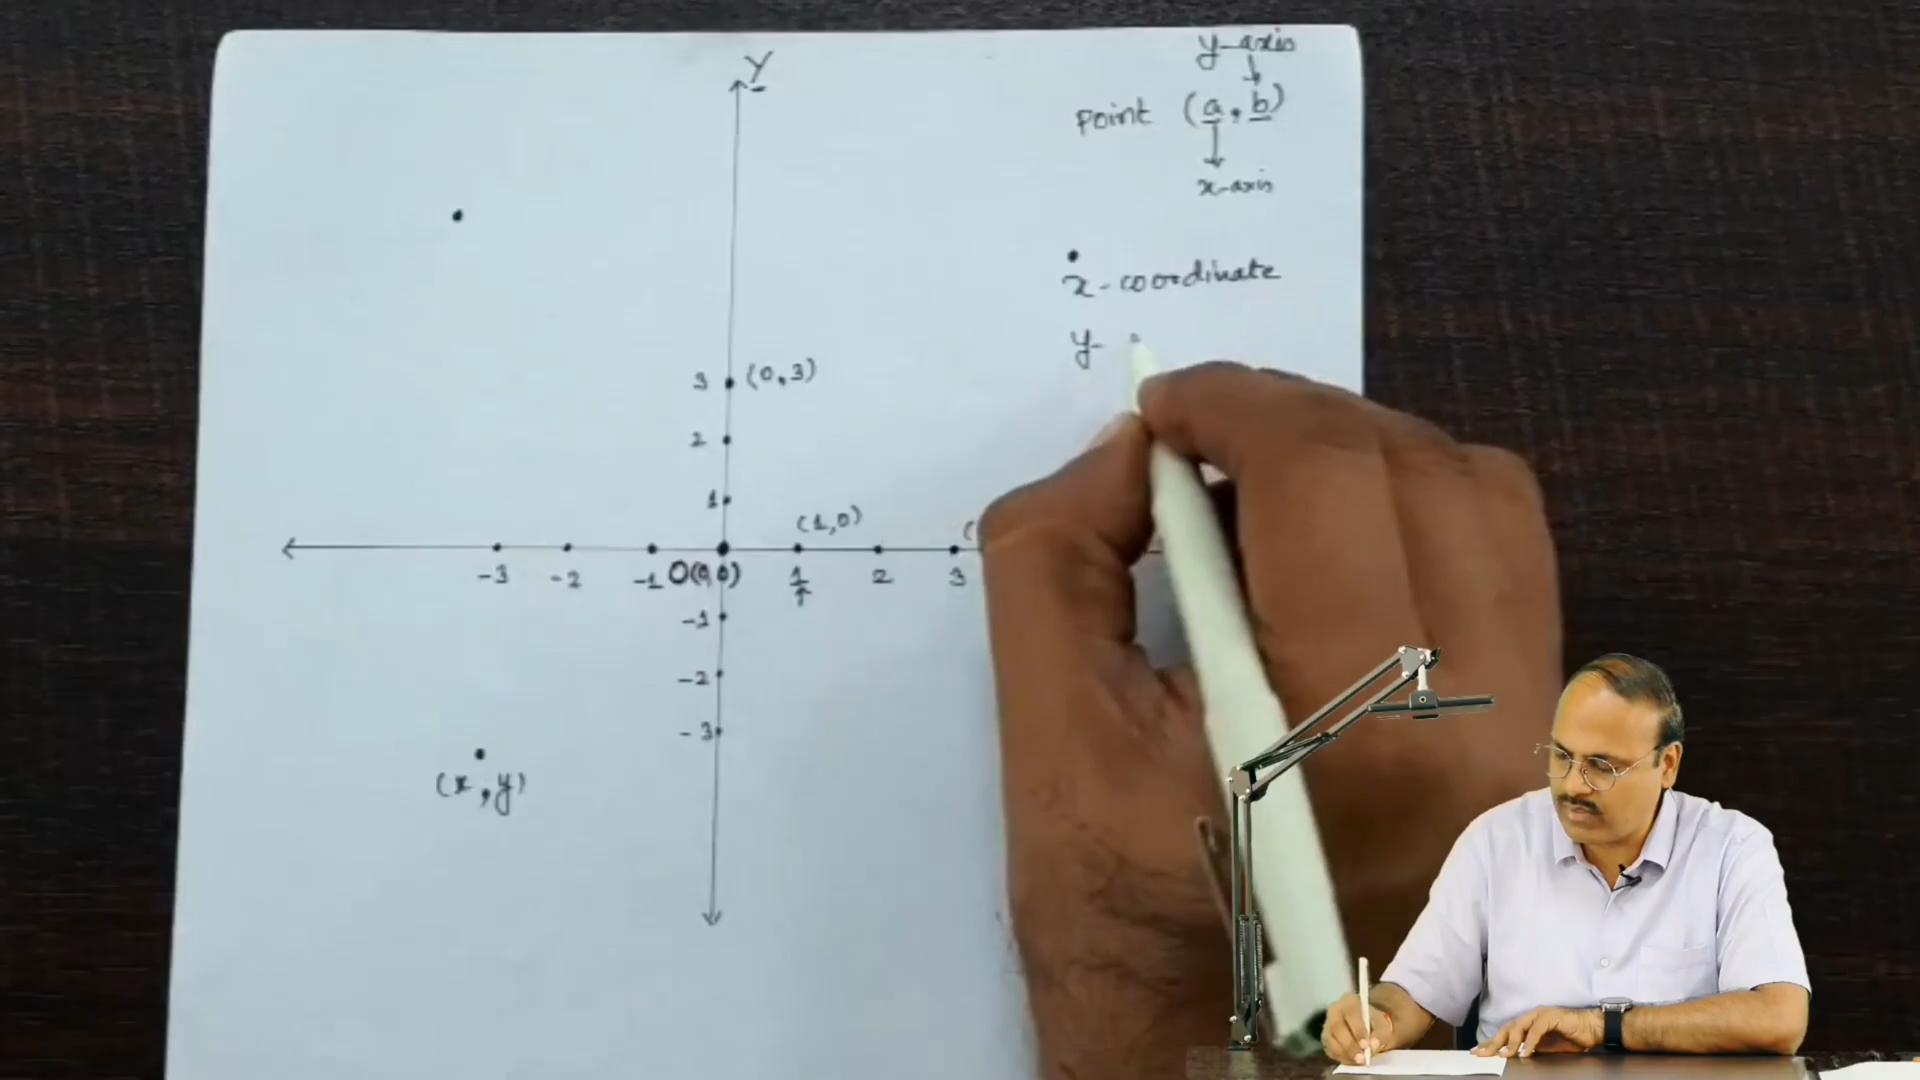 y-axis
Point (a, b)
x-axis
Y
x-coordinate
y-
3 (0,3)
2
1
(1,0)
(
-3 -2 -1 O(0,0) 1 2 3
-1
-2
-3
(x,y)